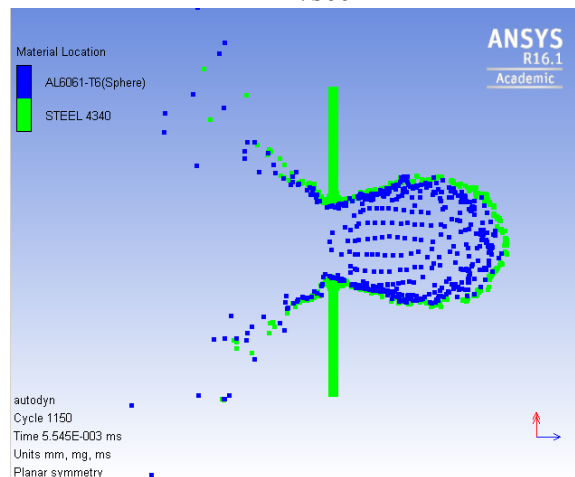 Material Location
AL6061-T6(Sphere)
STEEL 4340
ANSYS
R16.1
Academic
autodyn
Cycle 1150
Time 5.545E-003 ms
Units mm, mg, ms
Planar symmetry